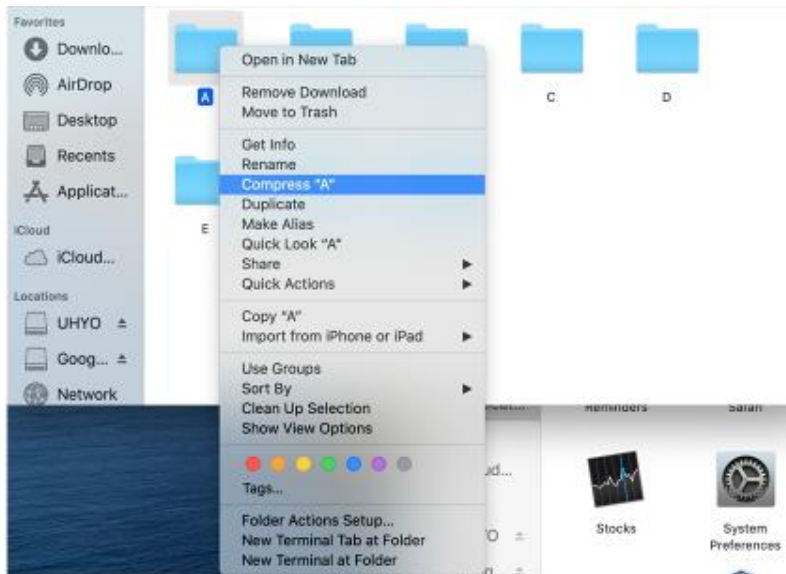 Favorites
Downlo...
AirDrop
Desktop
Recents
Applicat...
iCloud
iCloud...
Locations
UHYO
Goog...
Network
A
C
D
E
Open in New Tab
Remove Download
Move to Trash
Get Info
Rename
Compress "A"
Duplicate
Make Alias
Quick Look "A"
Share
Quick Actions
Copy "A"
Import from iPhone or iPad
Use Groups
Sort By
Clean Up Selection
Show View Options
Tags...
Folder Actions Setup...
New Terminal Tab at Folder
New Terminal at Folder
Reminders
Safari
Stocks
System
Preferences